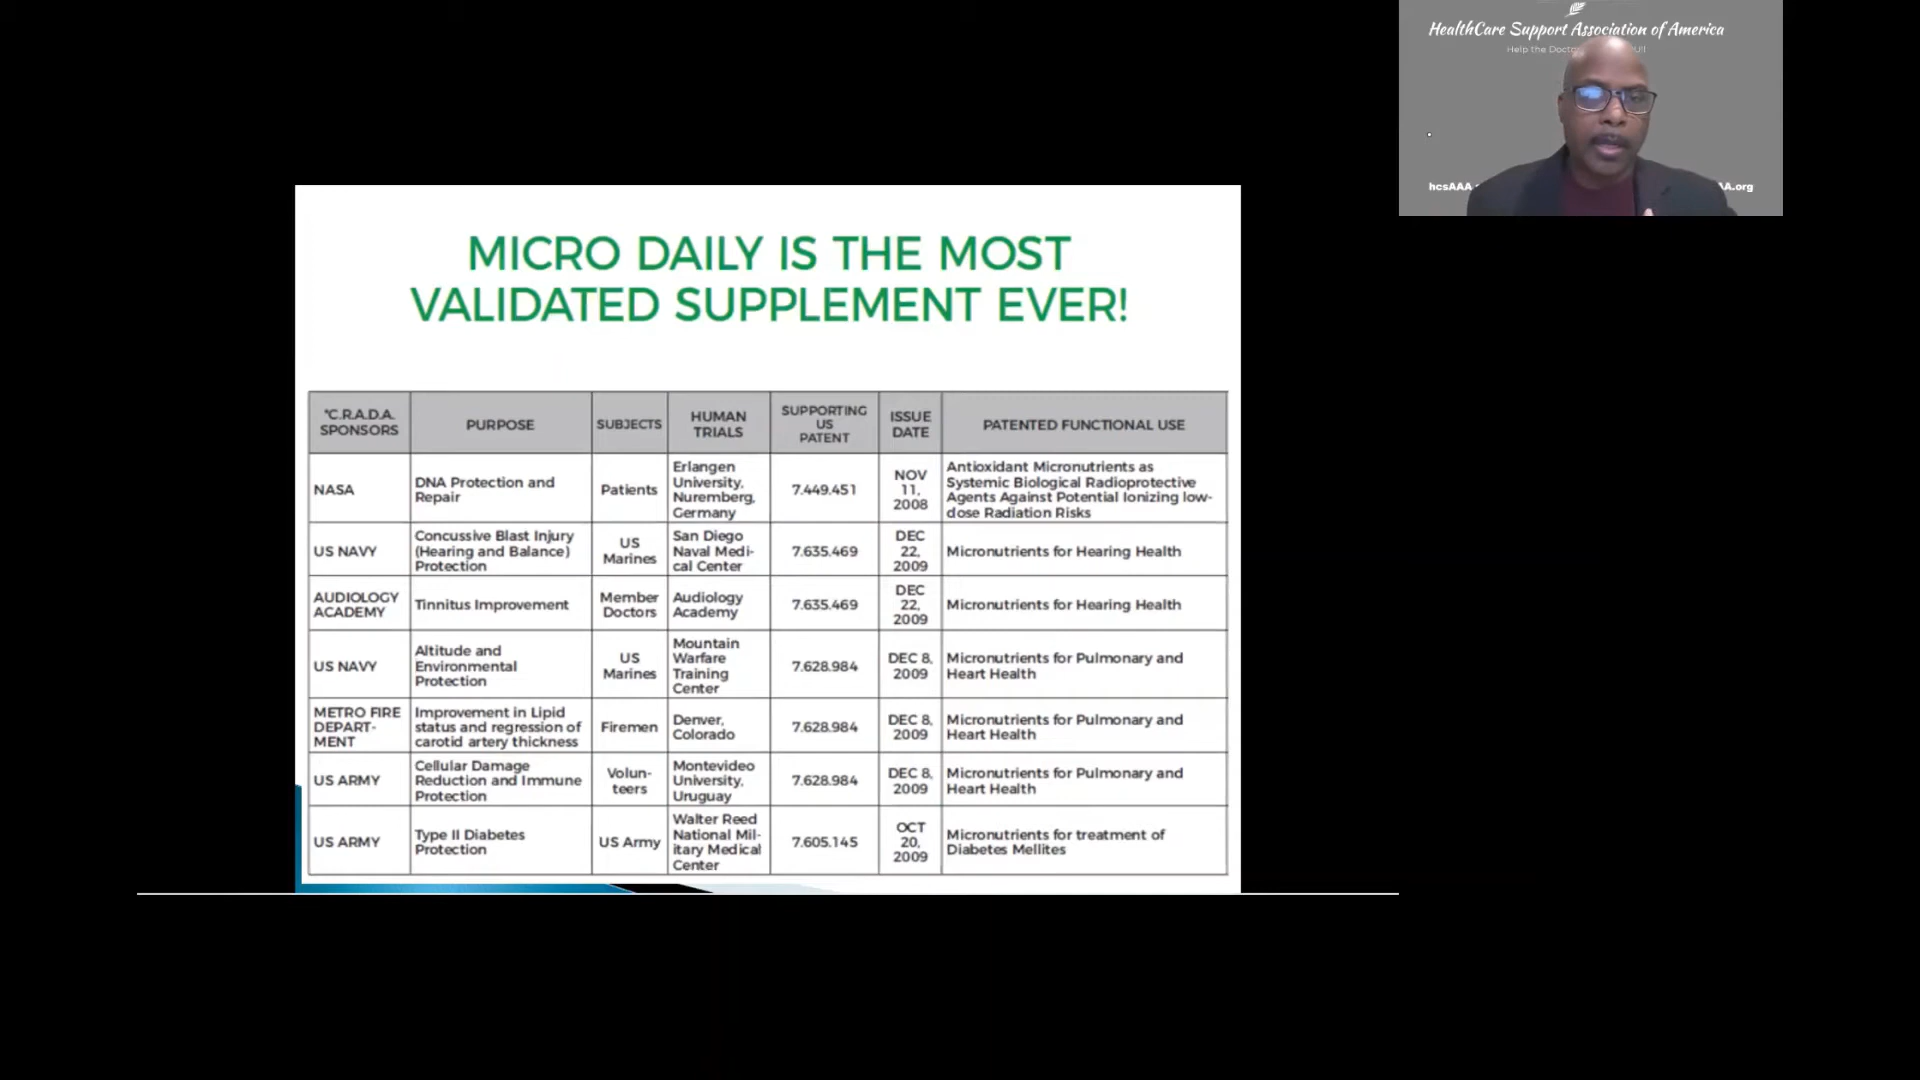 HealthCare Support Association of America
Help the
hcsAAA
AA.org
MICRO DAILY IS THE MOST
VALIDATED SUPPLEMENT EVER!
*C.R.A.D.A.
SPONSORS
PURPOSE
SUBJECTS
HUMAN
TRIALS
SUPPORTING
US
PATENT
ISSUE
DATE
PATENTED FUNCTIONAL USE
NASA
DNA Protection and
Repair
Patients
Erlangen
University,
Nuremberg,
Germany
7.449.451
NOV
11,
2008
Antioxidant Micronutrients as
Systemic Biological Radioprotective
Agents Against Potential Ionizing low-
dose Radiation Risks
US NAVY
Concussive Blast Injury
(Hearing and Balance)
Protection
US
Marines
San Diego
Naval Medi-
cal Center
7.635.469
DEC
22,
2009
Micronutrients for Hearing Health
AUDIOLOGY
ACADEMY
Tinnitus Improvement
Member
Doctors
Audiology
Academy
7.635.469
DEC
22,
2009
Micronutrients for Hearing Health
US NAVY
Altitude and
Environmental
Protection
US
Marines
Mountain
Warfare
Training
Center
7.628.984
DEC 8,
2009
Micronutrients for Pulmonary and
Heart Health
METRO FIRE
DEPART-
MENT
Improvement in Lipid
status and regression of
carotid artery thickness
Firemen
Denver,
Colorado
7.628.984
DEC 8,
2009
Micronutrients for Pulmonary and
Heart Health
US ARMY
Cellular Damage
Reduction and Immune
Protection
Volun-
teers
Montevideo
University,
Uruguay
7.628.984
DEC 8,
2009
Micronutrients for Pulmonary and
Heart Health
US ARMY
Type II Diabetes
Protection
US Army
Walter Reed
National Mil-
itary Medical
Center
7.605.145
OCT
20,
2009
Micronutrients for treatment of
Diabetes Mellites